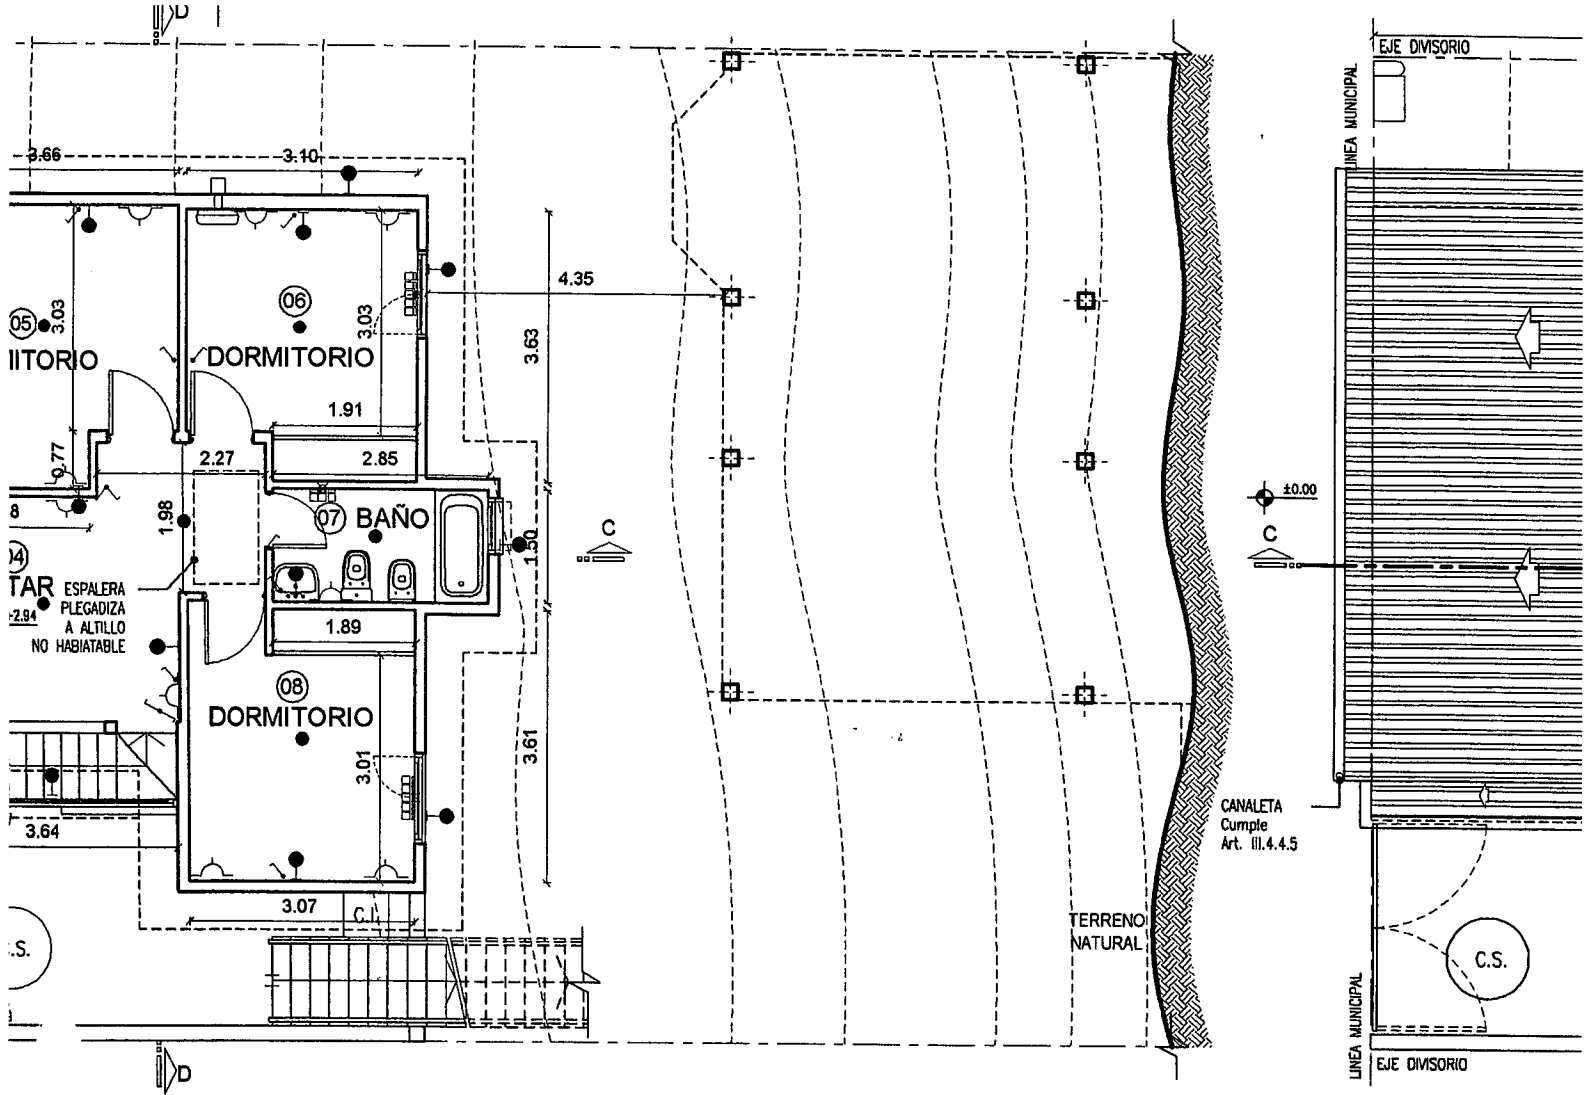 D
EJE DIVISORIO
LINEA MUNICIPAL
3.66
3.10
4.35
06
05
3.03
3.03
3.63
DORMITORIO
IITORIO
1.91
0.77
2.27
2.85
±0.00
8
1.98
07 BAÑO
1.50
C
C
04
TAR
ESPALERA
PLEGADIZA
A ALTILLO
NO HABIATABLE
+2.94
1.89
08
DORMITORIO
3.01
3.61
3.64
CANALETA
Cumple
Art. III.4.4.5
3.07
C.I.
TERRENO
NATURAL
C.S.
C.S.
LINEA MUNICIPAL
EJE DIVISORIO
D